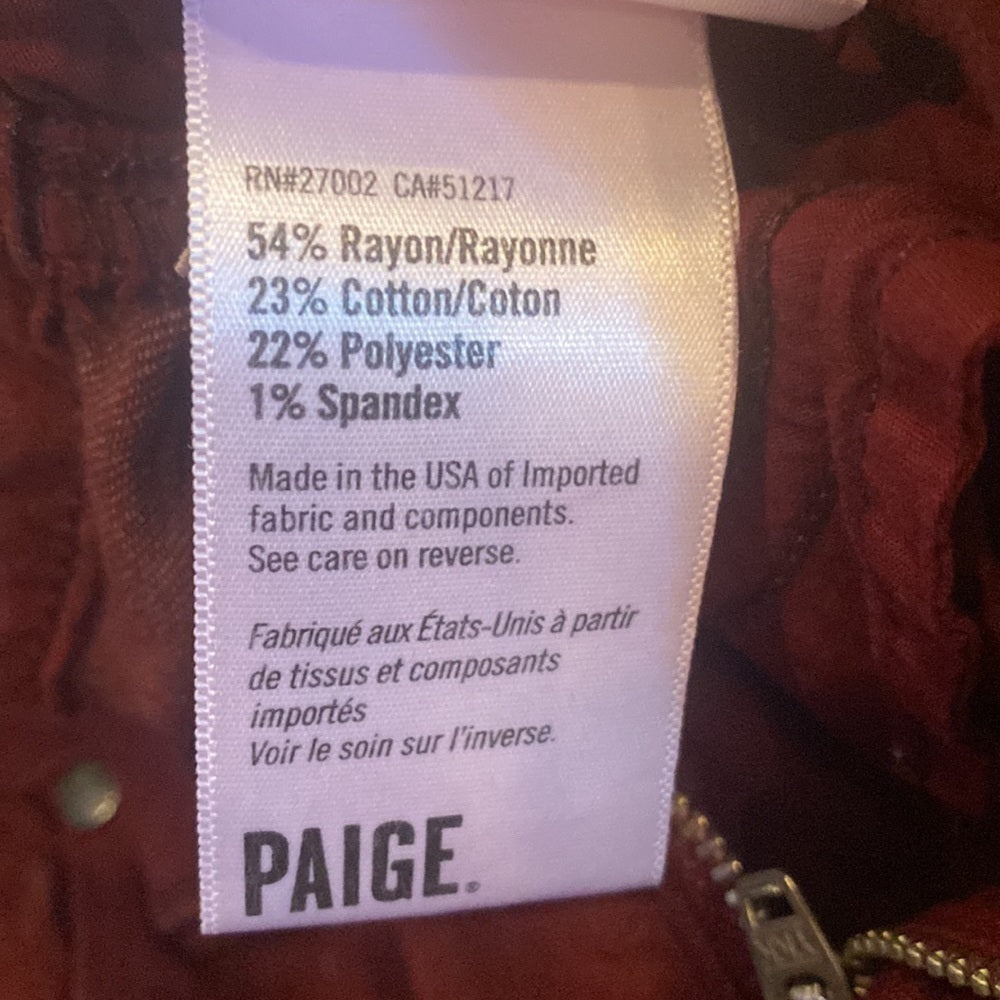 RN#27002 CA#51217
54% Rayon/Rayonne
23% Cotton/Coton
22% Polyester
1% Spandex
Made in the USA of Imported
fabric and components.
See care on reverse.
Fabriqué aux États-Unis à partir
de tissus et composants
importés
Voir le soin sur l'inverse.
PAIGE®